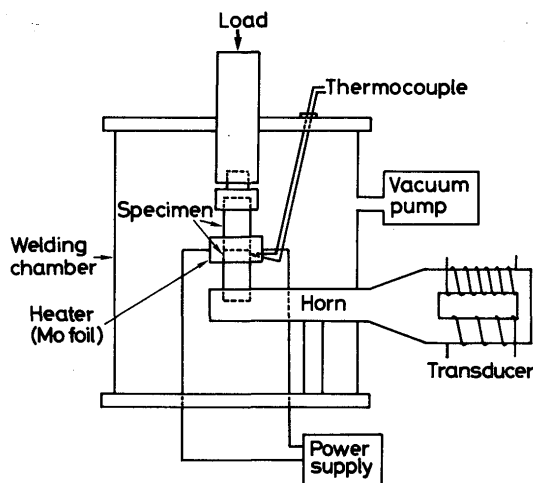 Load
Thermocouple
Vacuum
pump
Specimen
Welding
chamber
Heater
(Mo foil)
Horn
Transducer
Power
supply